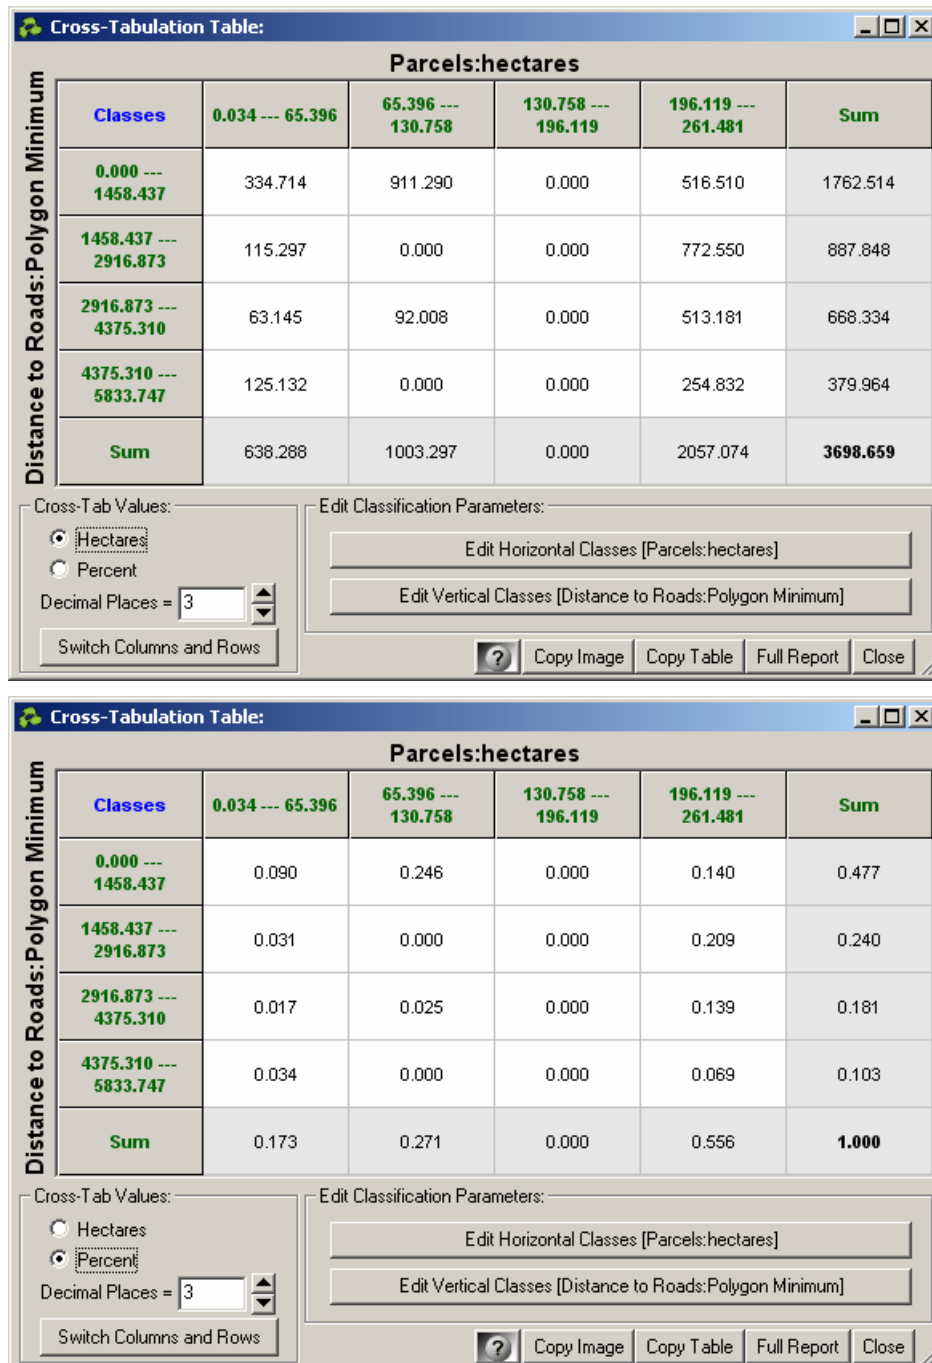 Cross-Tabulation Table:
Parcels:hectares
Distance to Roads:Polygon Minimum
Classes 0.034 --- 65.396 65.396 --- 130.758 130.758 --- 196.119 196.119 --- 261.481 Sum
0.000 --- 1458.437 334.714 911.290 0.000 516.510 1762.514
1458.437 --- 2916.873 115.297 0.000 772.550 887.848
2916.873 --- 4375.310 63.145 92.008 0.000 513.181 668.334
4375.310 --- 5833.747 125.132 0.000 0.000 254.832 379.964
Sum 638.288 1003.297 0.000 2057.074 3698.659
Cross-Tab Values: Edit Classification Parameters:
Hectares Edit Horizontal Classes [Parcels:hectares]
Percent
Decimal Places = 3 Edit Vertical Classes [Distance to Roads:Polygon Minimum]
Switch Columns and Rows ? Copy Image Copy Table Full Report Close
Cross-Tabulation Table:
Parcels:hectares
Distance to Roads:Polygon Minimum
Classes 0.034 --- 65.396 65.396 --- 130.758 130.758 --- 196.119 196.119 --- 261.481 Sum
0.000 --- 1458.437 0.090 0.246 0.000 0.140 0.477
1458.437 --- 2916.873 0.031 0.000 0.000 0.209 0.240
2916.873 --- 4375.310 0.017 0.025 0.000 0.139 0.181
4375.310 --- 5833.747 0.034 0.000 0.000 0.069 0.103
Sum 0.173 0.271 0.000 0.556 1.000
Cross-Tab Values: Edit Classification Parameters:
Hectares Edit Horizontal Classes [Parcels:hectares]
Percent
Decimal Places = 3 Edit Vertical Classes [Distance to Roads:Polygon Minimum]
Switch Columns and Rows ? Copy Image Copy Table Full Report Close